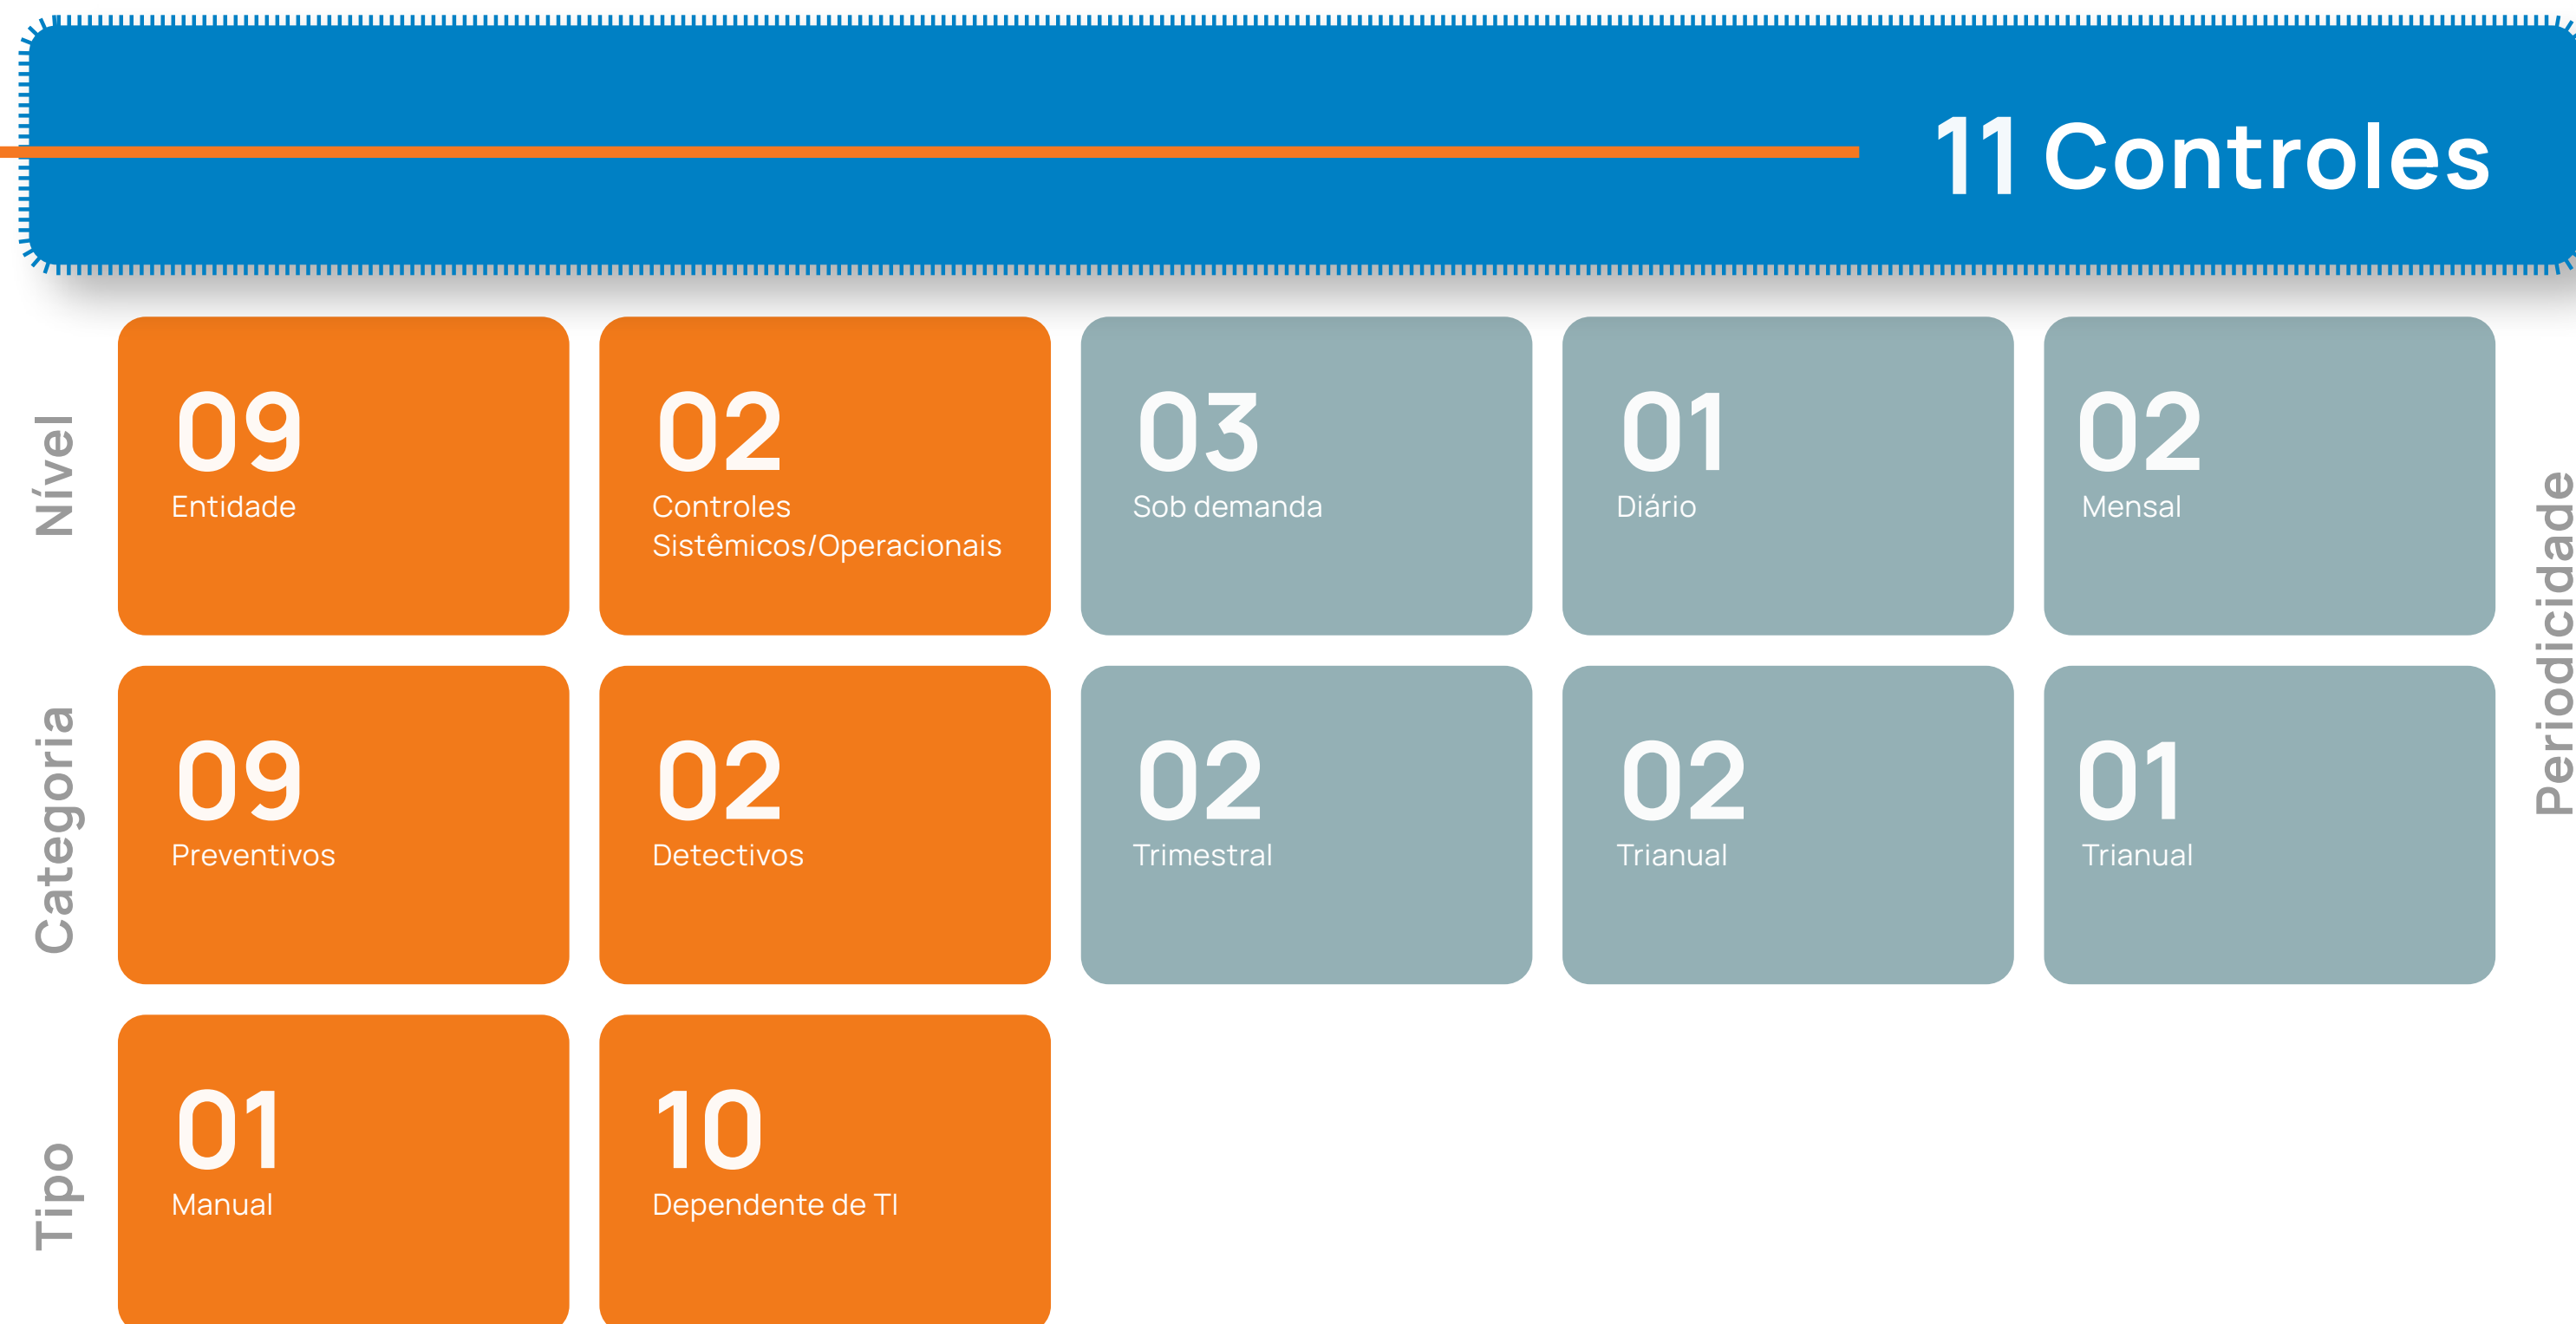 11 Controles
Nível
09
Entidade
02
Controles
Sistêmicos/Operacionais
03
Sob demanda
01
Diário
02
Mensal
Periodicidade
Categoria
09
Preventivos
02
Detectivos
02
Trimestral
02
Trianual
01
Trianual
Tipo
01
Manual
10
Dependente de TI